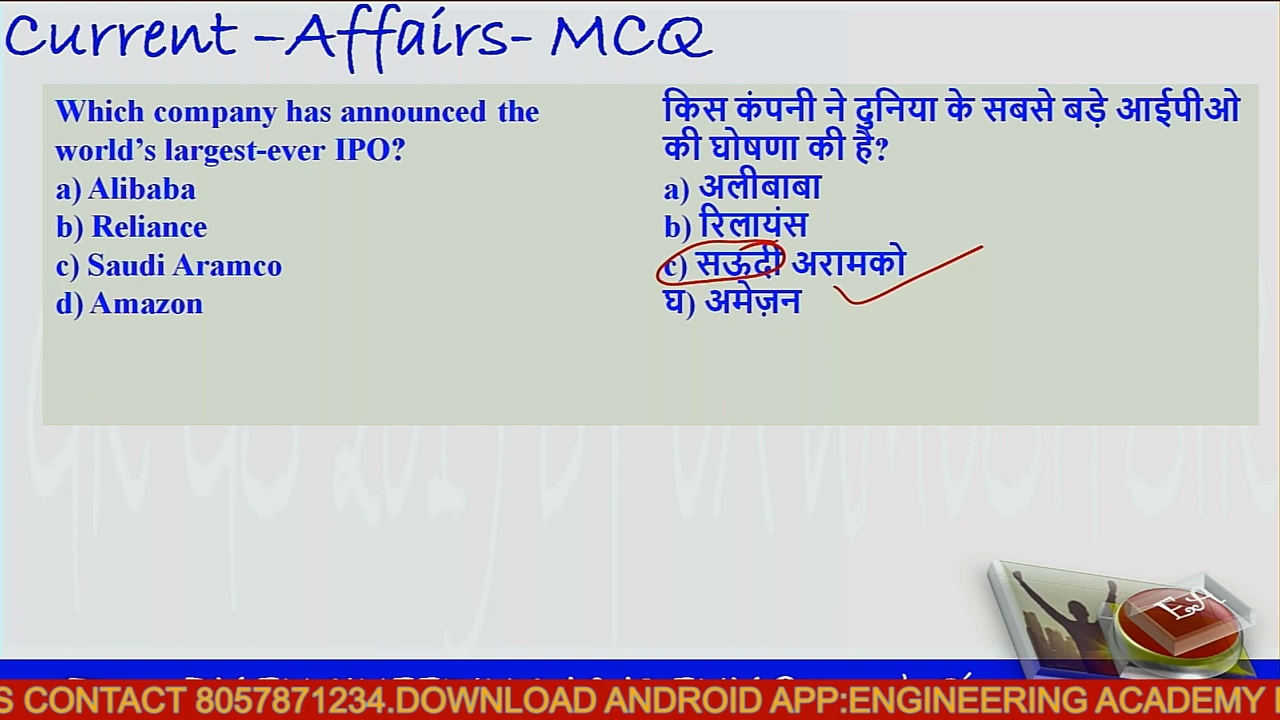 Current –Affairs- MCQ
Which company has announced the
world’s largest-ever IPO?
a) Alibaba
b) Reliance
c) Saudi Aramco
d) Amazon
किस कंपनी ने दुनिया के सबसे बड़े आईपीओ
की घोषणा की है?
a) अलीबाबा
b) रिलायंस
c) सऊदी अरामको
घ) अमेज़न
EA
S CONTACT 8057871234.DOWNLOAD ANDROID APP:ENGINEERING ACADEMY